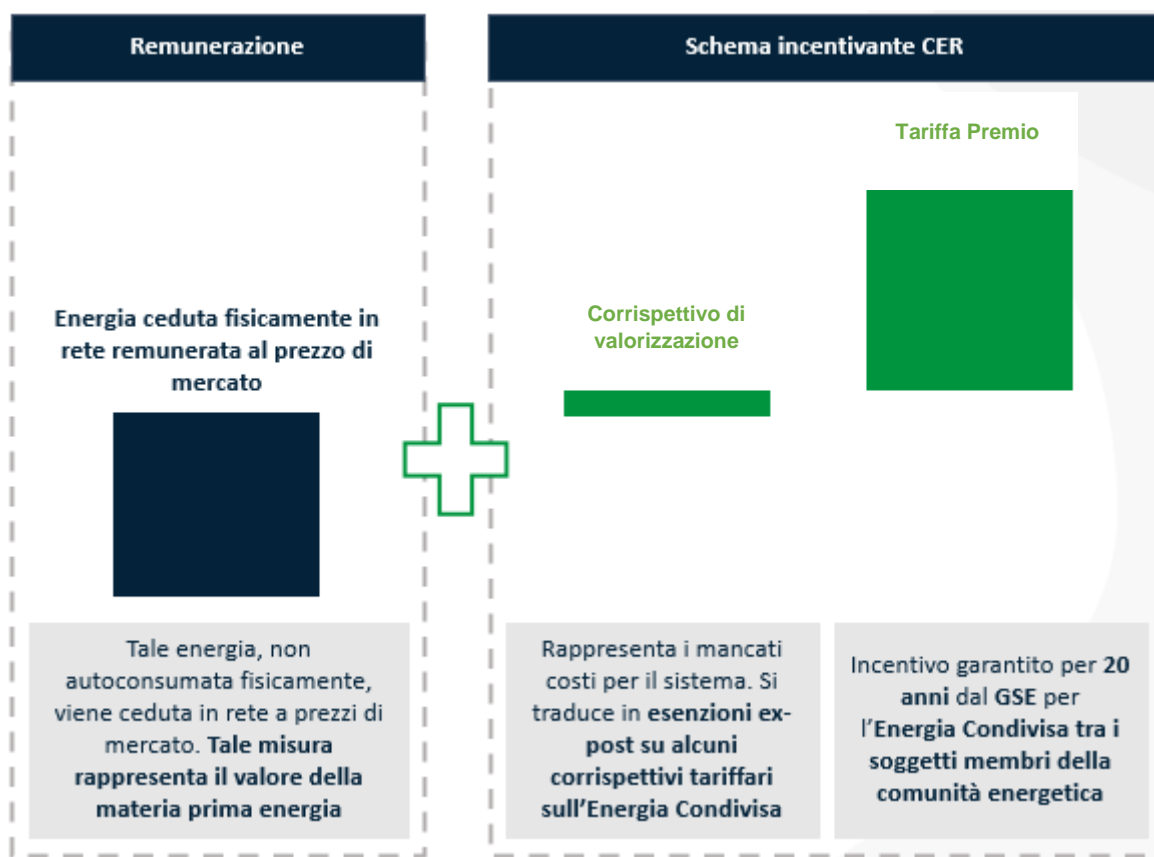 Remunerazione
Schema incentivante CER
Energia ceduta fisicamente in
rete remunerata al prezzo di
mercato
Tale energia, non
autoconsumata fisicamente,
viene ceduta in rete a prezzi di
mercato. Tale misura
rappresenta il valore della
materia prima energia
Corrispettivo di
valorizzazione
Rappresenta i mancati
costi per il sistema. Si
traduce in esenzioni ex-
post su alcuni
corrispettivi tariffari
sull'Energia Condivisa
Tariffa Premio
Incentivo garantito per 20
anni dal GSE per
l'Energia Condivisa tra i
soggetti membri della
comunità energetica